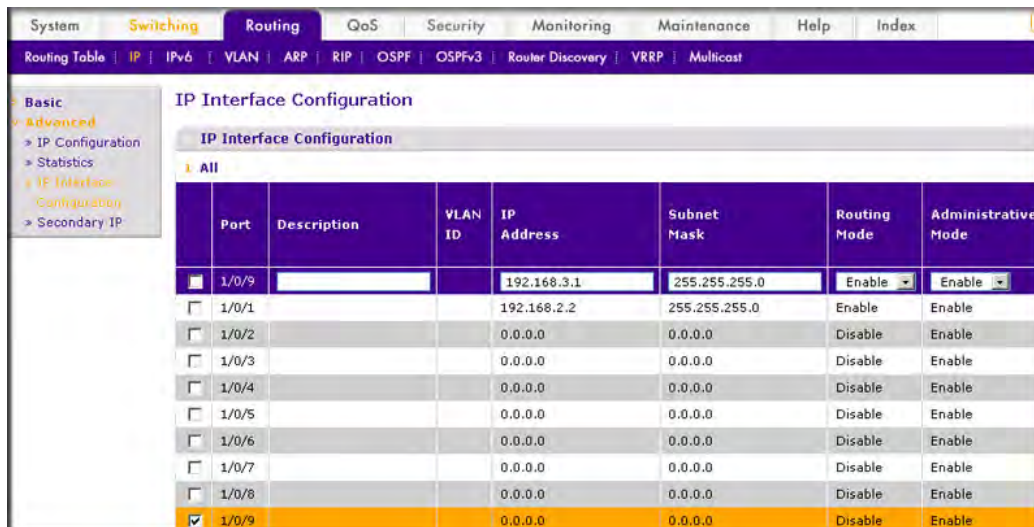 System Switching Routing QoS Security Monitoring Maintenance Help Index
Routing Table | IP | IPv6 | VLAN | ARP | RIP | OSPF | OSPFv3 | Router Discovery | VRRP | Multicast
Basic
Advanced
» IP Configuration
» Statistics
» IP Interface
Configuration
» Secondary IP
IP Interface Configuration
IP Interface Configuration
1 All
Port Description VLAN ID IP Address Subnet Mask Routing Mode Administrative Mode
1/0/9 192.168.3.1 255.255.255.0 Enable Enable
1/0/1 192.168.2.2 255.255.255.0 Enable Enable
1/0/2 0.0.0.0 0.0.0.0 Disable Enable
1/0/3 0.0.0.0 0.0.0.0 Disable Enable
1/0/4 0.0.0.0 0.0.0.0 Disable Enable
1/0/5 0.0.0.0 0.0.0.0 Disable Enable
1/0/6 0.0.0.0 0.0.0.0 Disable Enable
1/0/7 0.0.0.0 0.0.0.0 Disable Enable
1/0/8 0.0.0.0 0.0.0.0 Disable Enable
1/0/9 0.0.0.0 0.0.0.0 Disable Enable